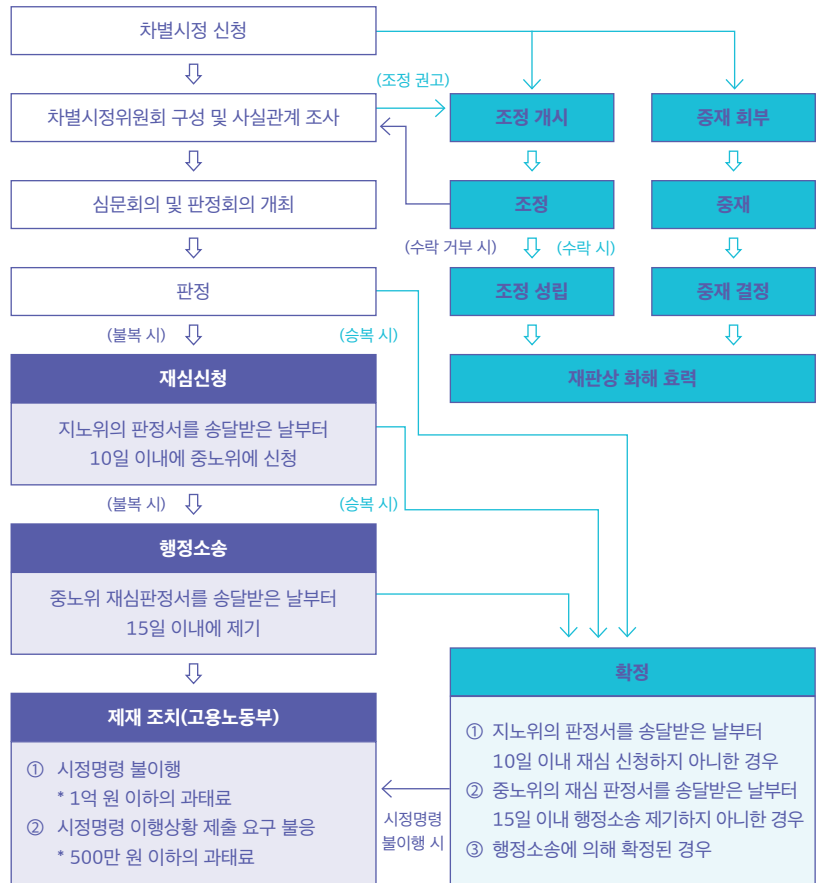 차별시정 신청
(조정 권고)
차별시정위원회 구성 및 사실관계 조사
조정 개시
중재 회부
심문회의 및 판정회의 개최
조정
중재
(수락 거부 시)
(수락 시)
판정
조정 성립
중재 결정
(불복 시)
(승복 시)
재심신청
재판상 화해 효력
지노위의 판정서를 송달받은 날부터
10일 이내에 중노위에 신청
(불복 시)
(승복 시)
행정소송
중노위 재심판정서를 송달받은 날부터
15일 이내에 제기
제재 조치(고용노동부)
① 시정명령 불이행
* 1억 원 이하의 과태료
② 시정명령 이행상황 제출 요구 불응
* 500만 원 이하의 과태료
시정명령
불이행 시
확정
① 지노위의 판정서를 송달받은 날부터
10일 이내 재심 신청하지 아니한 경우
② 중노위의 재심 판정서를 송달받은 날부터
15일 이내 행정소송 제기하지 아니한 경우
③ 행정소송에 의해 확정된 경우